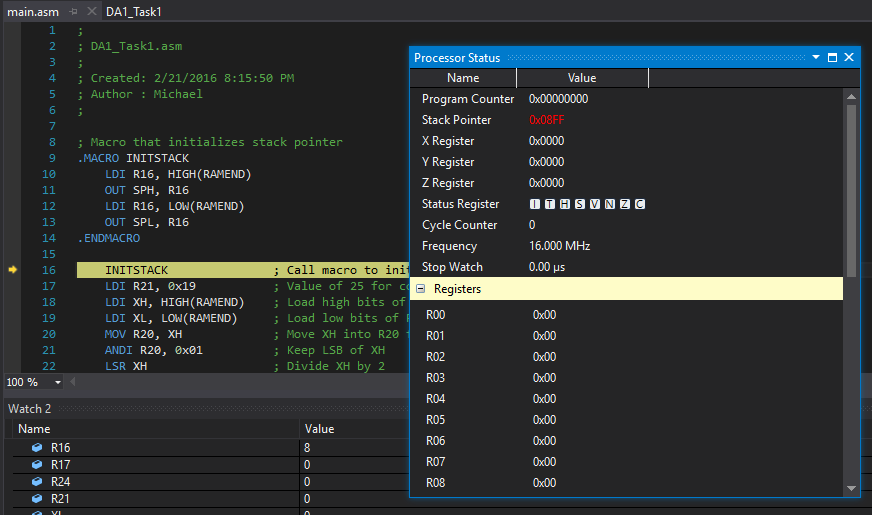 main.asm DA1_Task1
1 ;
2 ; DA1_Task1.asm
3 ;
4 ; Created: 2/21/2016 8:15:50 PM
5 ; Author : Michael
6 ;
7
8 ; Macro that initializes stack pointer
9 .MACRO INITSTACK
10 LDI R16, HIGH(RAMEND)
11 OUT SPH, R16
12 LDI R16, LOW(RAMEND)
13 OUT SPL, R16
14 .ENDMACRO
15
16 INITSTACK ; Call macro to init
17 LDI R21, 0x19 ; Value of 25 for co
18 LDI XH, HIGH(RAMEND) ; Load high bits of
19 LDI XL, LOW(RAMEND) ; Load low bits of
20 MOV R20, XH ; Move XH into R20
21 ANDI R20, 0x01 ; Keep LSB of XH
22 LSR XH ; Divide XH by 2
100 %
Watch 2
Name Value
R16 8
R17 0
R24 0
R21 0
XL 0
Processor Status
Name Value
Program Counter 0x00000000
Stack Pointer 0x08FF
X Register 0x0000
Y Register 0x0000
Z Register 0x0000
Status Register I T H S V N Z C
Cycle Counter 0
Frequency 16.000 MHz
Stop Watch 0.00 µs
Registers
R00 0x00
R01 0x00
R02 0x00
R03 0x00
R04 0x00
R05 0x00
R06 0x00
R07 0x00
R08 0x00